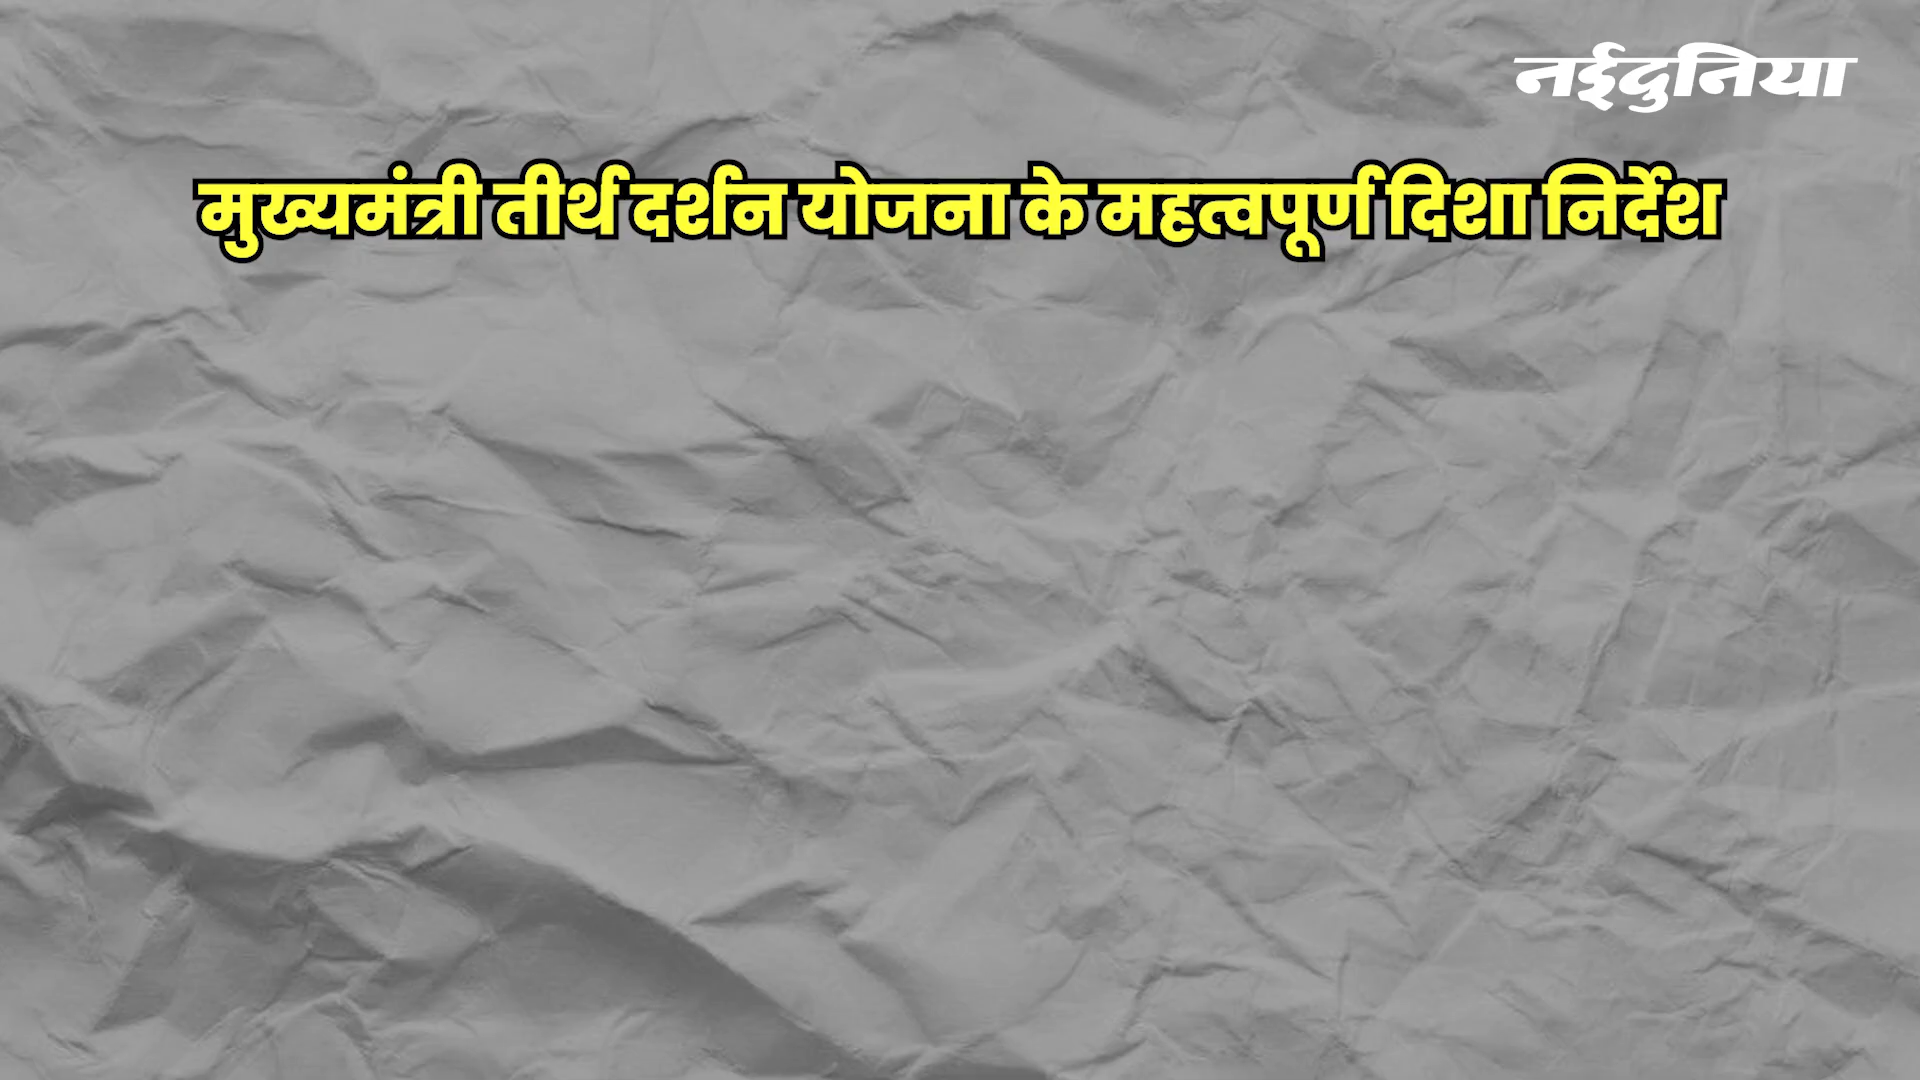 नईदुनिया
मुख्यमंत्री तीर्थ दर्शन योजना के महत्वपूर्ण दिशा निर्देश